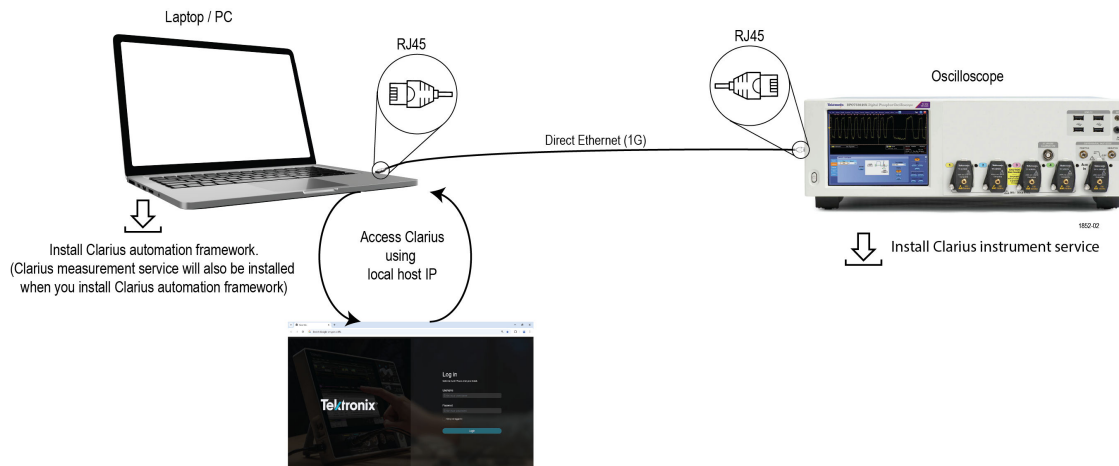 Laptop / PC
RJ45
RJ45
Oscilloscope
Direct Ethernet (1G)
1852-02
Install Clarius automation framework.
(Clarius measurement service will also be installed
when you install Clarius automation framework)
Access Clarius
using
local host IP
Install Clarius instrument service
Tektronix
Log in
Tektronix
Login